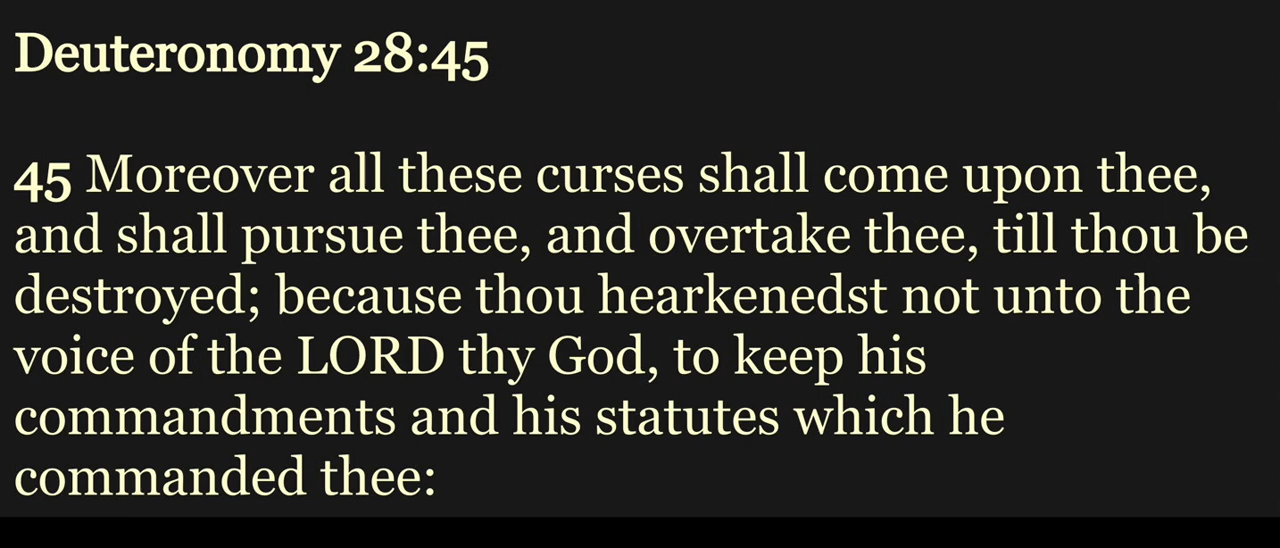 Deuteronomy 28:45
45 Moreover all these curses shall come upon thee,
and shall pursue thee, and overtake thee, till thou be
destroyed; because thou hearkenedst not unto the
voice of the LORD thy God, to keep his
commandments and his statutes which he
commanded thee: